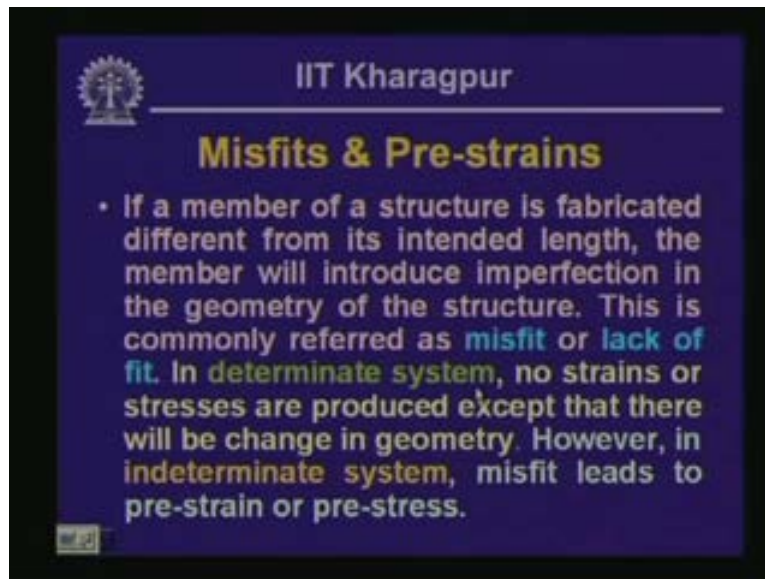 IIT Kharagpur
Misfits & Pre-strains
• If a member of a structure is fabricated
different from its intended length, the
member will introduce imperfection in
the geometry of the structure. This is
commonly referred as misfit or lack of
fit. In determinate system, no strains or
stresses are produced except that there
will be change in geometry. However, in
indeterminate system, misfit leads to
pre-strain or pre-stress.